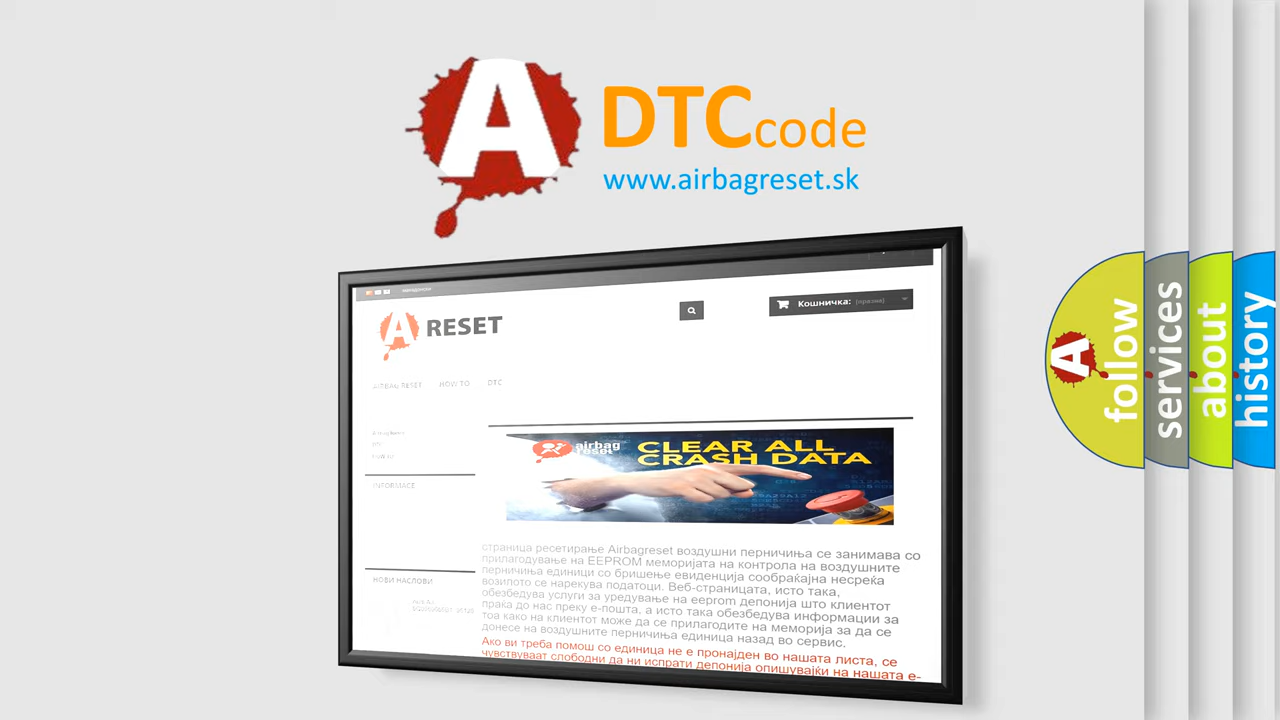 A
DTCcode
www.airbagreset.sk
Кошничка: (празна)
A RESET
HOW TO
DTC
INFORMACE
airbag
reset
CLEAR ALL
CRASH DATA
страница ресетирање Airbagreset воздушни перничиња се занимава со
прилагодување на EEPROM меморијата на контрола на воздушните
перничиња единици со бришење евиденција сообраќајна несреќа
возилото се нарекува податоци. Веб-страницата, исто така,
обезбедува услуги за уредување на eeprom депонија што клиентот
праќа до нас преку е-пошта, а исто така обезбедува информации за
тоа како на клиентот може да се прилагодите на меморија за да се
донесе на воздушните перничиња единица назад во сервис.
Ако ви треба помош со единица не е пронајден во нашата листа, се
чувствуваат слободни да ни испрати депонија опишувајќи на нашата е-
НОВИ НАСЛОВИ
A
follow
services
about
history